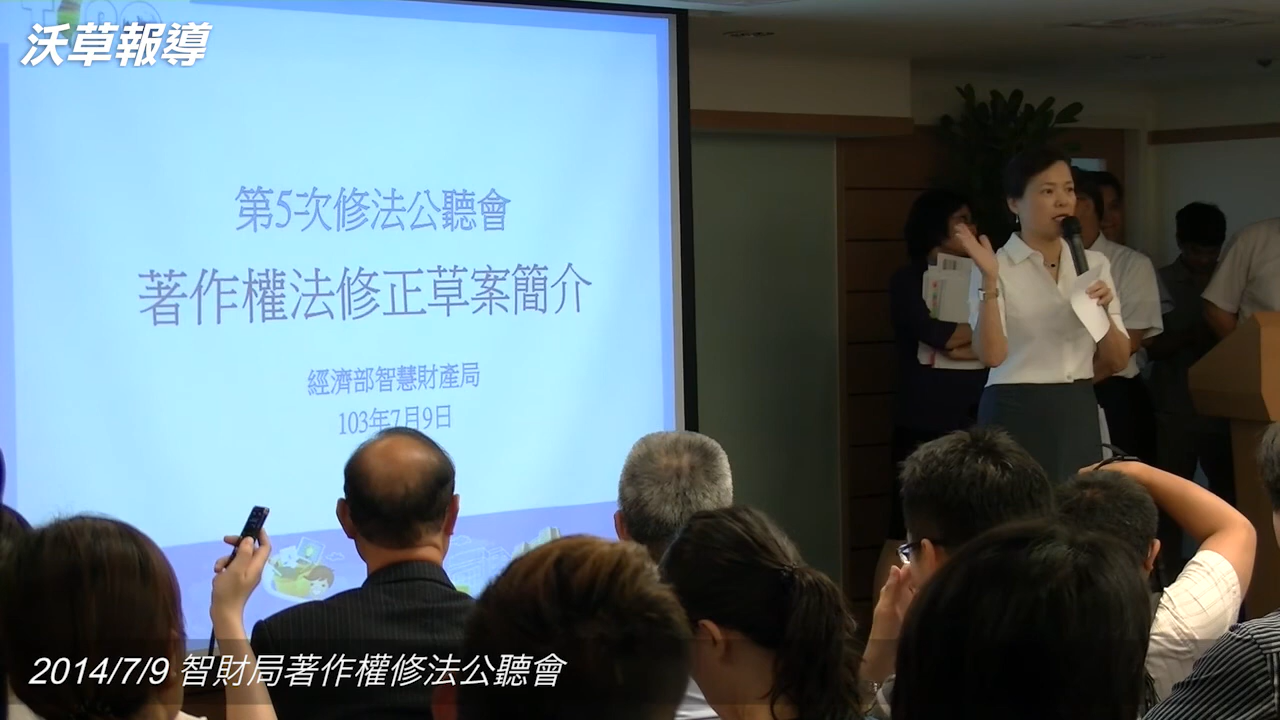 沃草報導
第5次修法公聽會
著作權法修正草案簡介
經濟部智慧財產局
103年7月9日
2014/7/9 智財局著作權修法公聽會